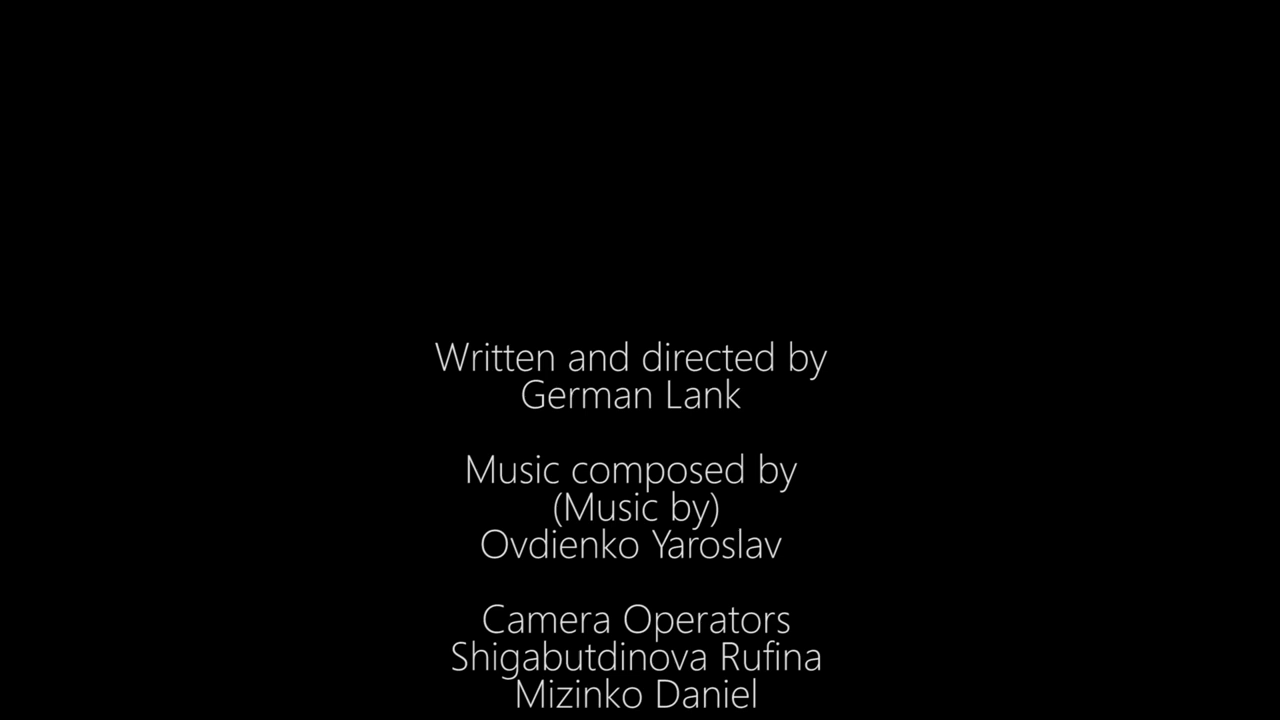 Written and directed by
German Lank
Music composed by
(Music by)
Ovdienko Yaroslav
Camera Operators
Shigabutdinova Rufina
Mizinko Daniel